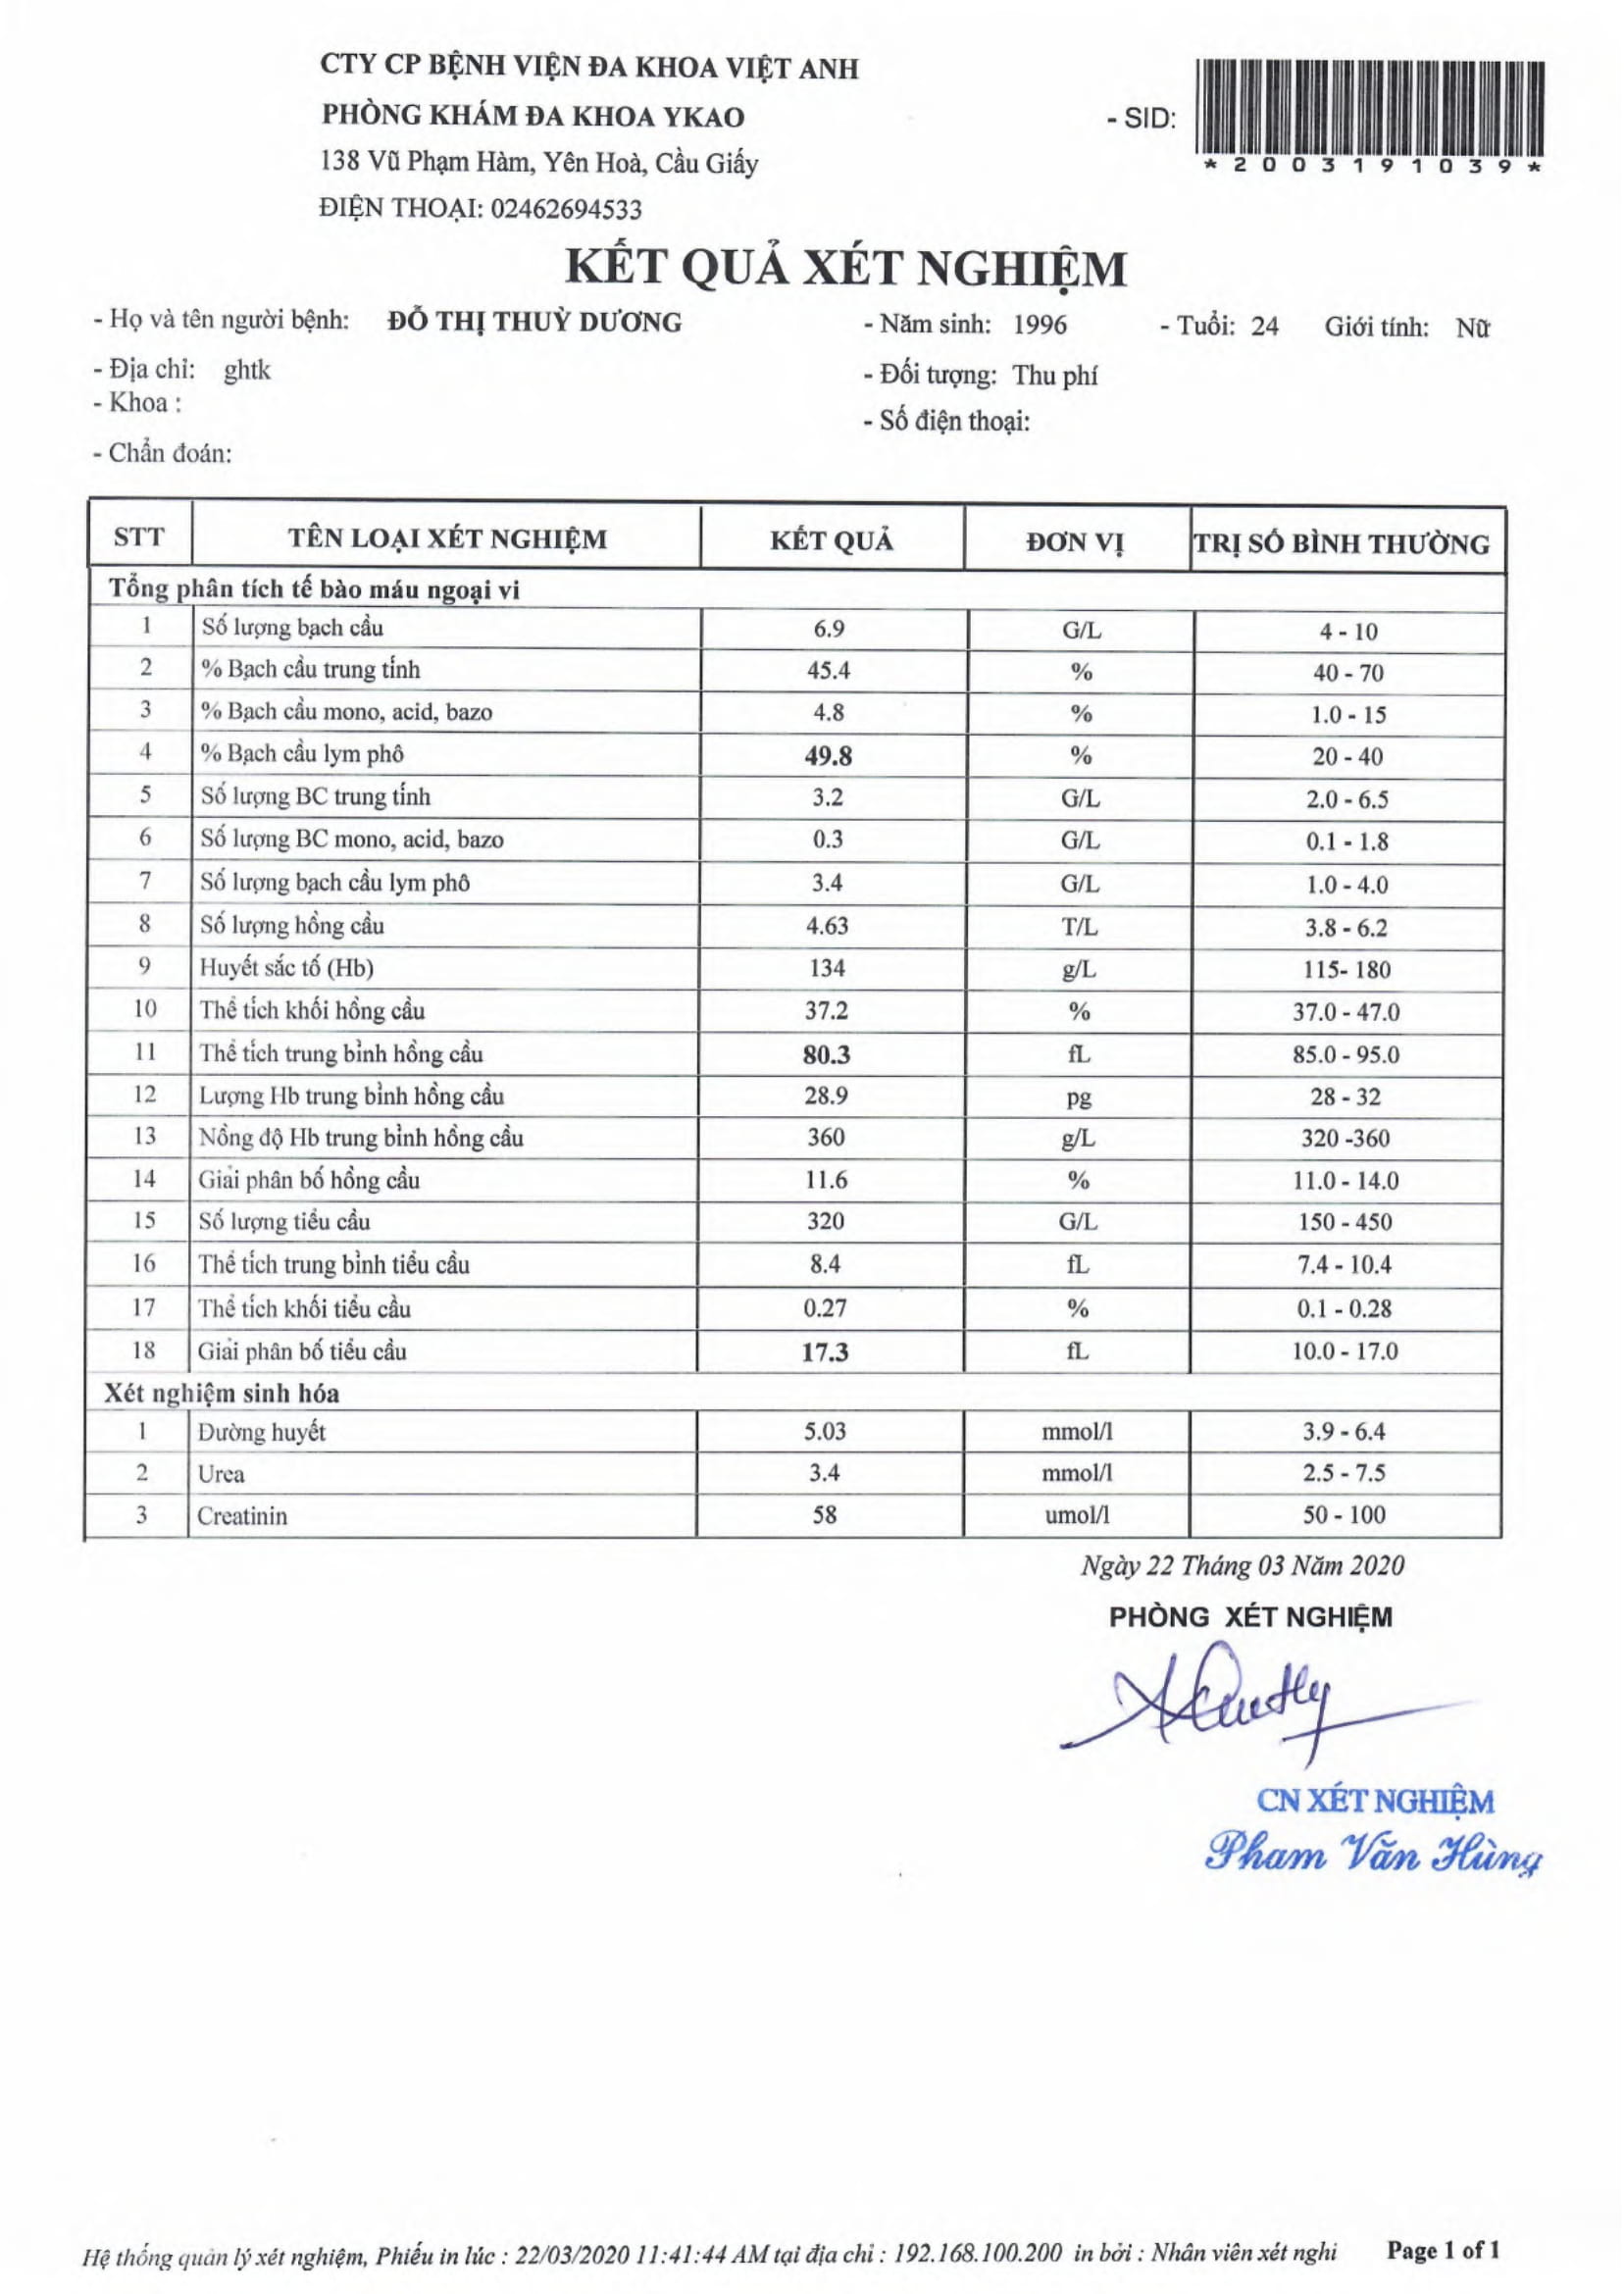 CTY CP BỆNH VIỆN ĐA KHOA VIỆT ANH
PHÒNG KHÁM ĐA KHOA YKAO
138 Vũ Phạm Hàm, Yên Hoà, Cầu Giấy
ĐIỆN THOẠI: 02462694533
- SID:
* 2 0 0 3 1 9 1 0 3 9 *
KẾT QUẢ XÉT NGHIỆM
- Họ và tên người bệnh: ĐỖ THỊ THUỲ DƯƠNG - Năm sinh: 1996 - Tuổi: 24 Giới tính: Nữ
- Địa chỉ: ghtk - Đối tượng: Thu phí
- Khoa : - Số điện thoại:
- Chẩn đoán:
STT TÊN LOẠI XÉT NGHIỆM KẾT QUẢ ĐƠN VỊ TRỊ SỐ BÌNH THƯỜNG
Tổng phân tích tế bào máu ngoại vi
1 Số lượng bạch cầu 6.9 G/L 4 - 10
2 % Bạch cầu trung tính 45.4 % 40 - 70
3 % Bạch cầu mono, acid, bazo 4.8 % 1.0 - 15
4 % Bạch cầu lym phô 49.8 % 20 - 40
5 Số lượng BC trung tính 3.2 G/L 2.0 - 6.5
6 Số lượng BC mono, acid, bazo 0.3 G/L 0.1 - 1.8
7 Số lượng bạch cầu lym phô 3.4 G/L 1.0 - 4.0
8 Số lượng hồng cầu 4.63 T/L 3.8 - 6.2
9 Huyết sắc tố (Hb) 134 g/L 115- 180
10 Thể tích khối hồng cầu 37.2 % 37.0 - 47.0
11 Thể tích trung bình hồng cầu 80.3 fL 85.0 - 95.0
12 Lượng Hb trung bình hồng cầu 28.9 pg 28 - 32
13 Nồng độ Hb trung bình hồng cầu 360 g/L 320 -360
14 Giải phân bố hồng cầu 11.6 % 11.0 - 14.0
15 Số lượng tiểu cầu 320 G/L 150 - 450
16 Thể tích trung bình tiểu cầu 8.4 fL 7.4 - 10.4
17 Thể tích khối tiểu cầu 0.27 % 0.1 - 0.28
18 Giải phân bố tiểu cầu 17.3 fL 10.0 - 17.0
Xét nghiệm sinh hóa
1 Đường huyết 5.03 mmol/l 3.9 - 6.4
2 Urea 3.4 mmol/l 2.5 - 7.5
3 Creatinin 58 umol/l 50 - 100
Ngày 22 Tháng 03 Năm 2020
PHÒNG XÉT NGHIỆM
CN XÉT NGHIỆM
Pham Văn Hùng
Hệ thống quản lý xét nghiệm, Phiếu in lúc : 22/03/2020 11:41:44 AM tại địa chỉ : 192.168.100.200 in bởi : Nhân viên xét nghi Page 1 of 1